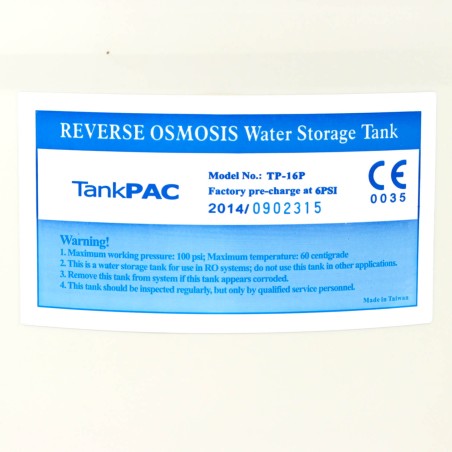 REVERSE OSMOSIS Water Storage Tank
TankPAC
Model No.: TP-16P
Factory pre-charge at 6PSI
2014/0902315
CE
0035
Warning!
1. Maximum working pressure: 100 psi; Maximum temperature: 60 centigrade
2. This is a water storage tank for use in RO systems; do not use this tank in other applications.
3. Remove this tank from system if this tank appears corroded.
4. This tank should be inspected regularly, but only by qualified service personnel.
Made in Taiwan